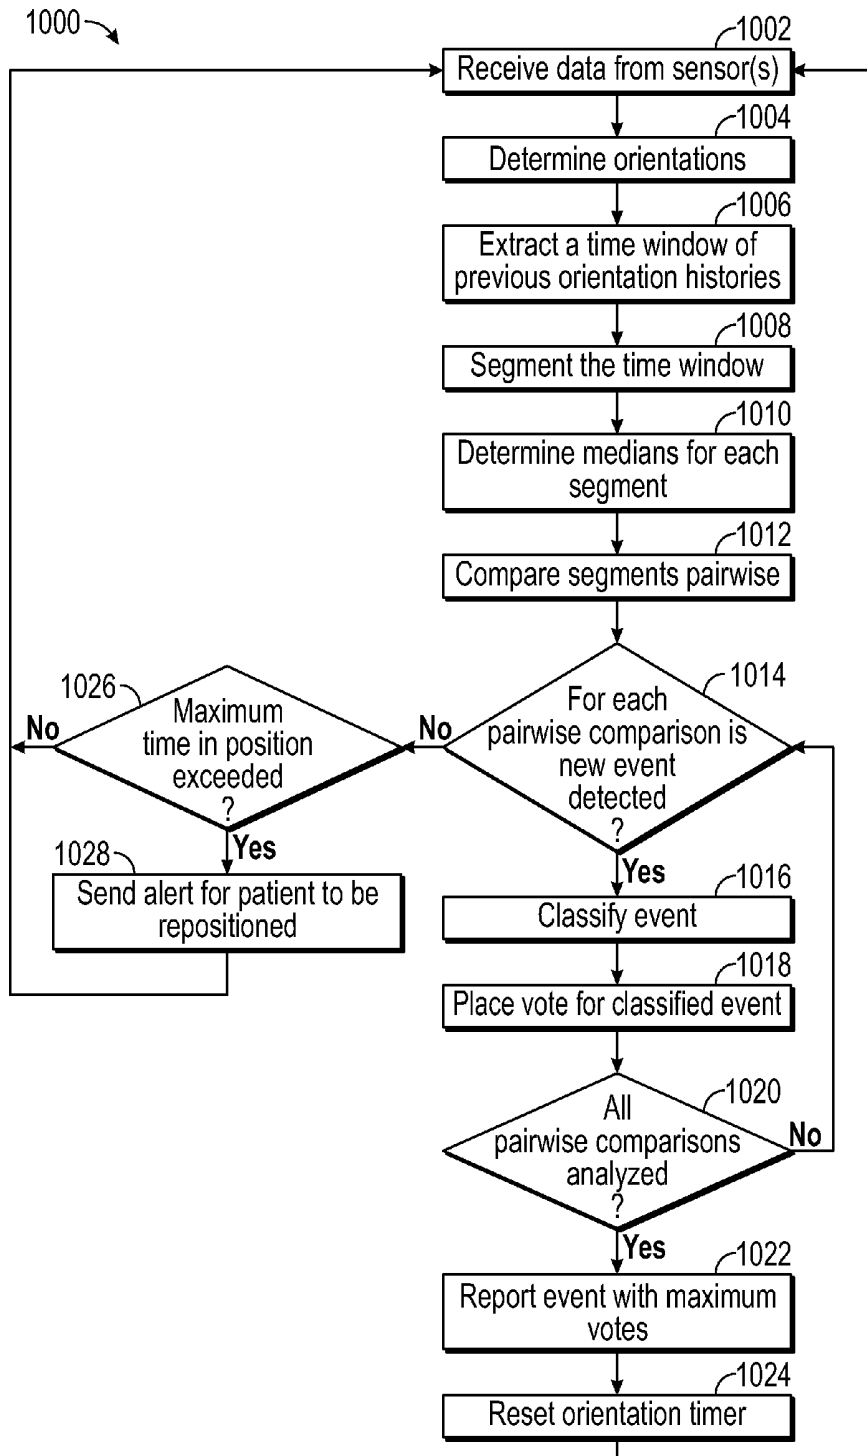 1000
1002
Receive data from sensor(s)
1004
Determine orientations
1006
Extract a time window of
previous orientation histories
1008
Segment the time window
1010
Determine medians for each
segment
1012
Compare segments pairwise
1014
For each
pairwise comparison is
new event
detected
?
No
Yes
1026
Maximum
time in position
exceeded
?
No
Yes
1028
Send alert for patient to be
repositioned
1016
Classify event
1018
Place vote for classified event
1020
All
pairwise comparisons
analyzed
?
No
Yes
1022
Report event with maximum
votes
1024
Reset orientation timer